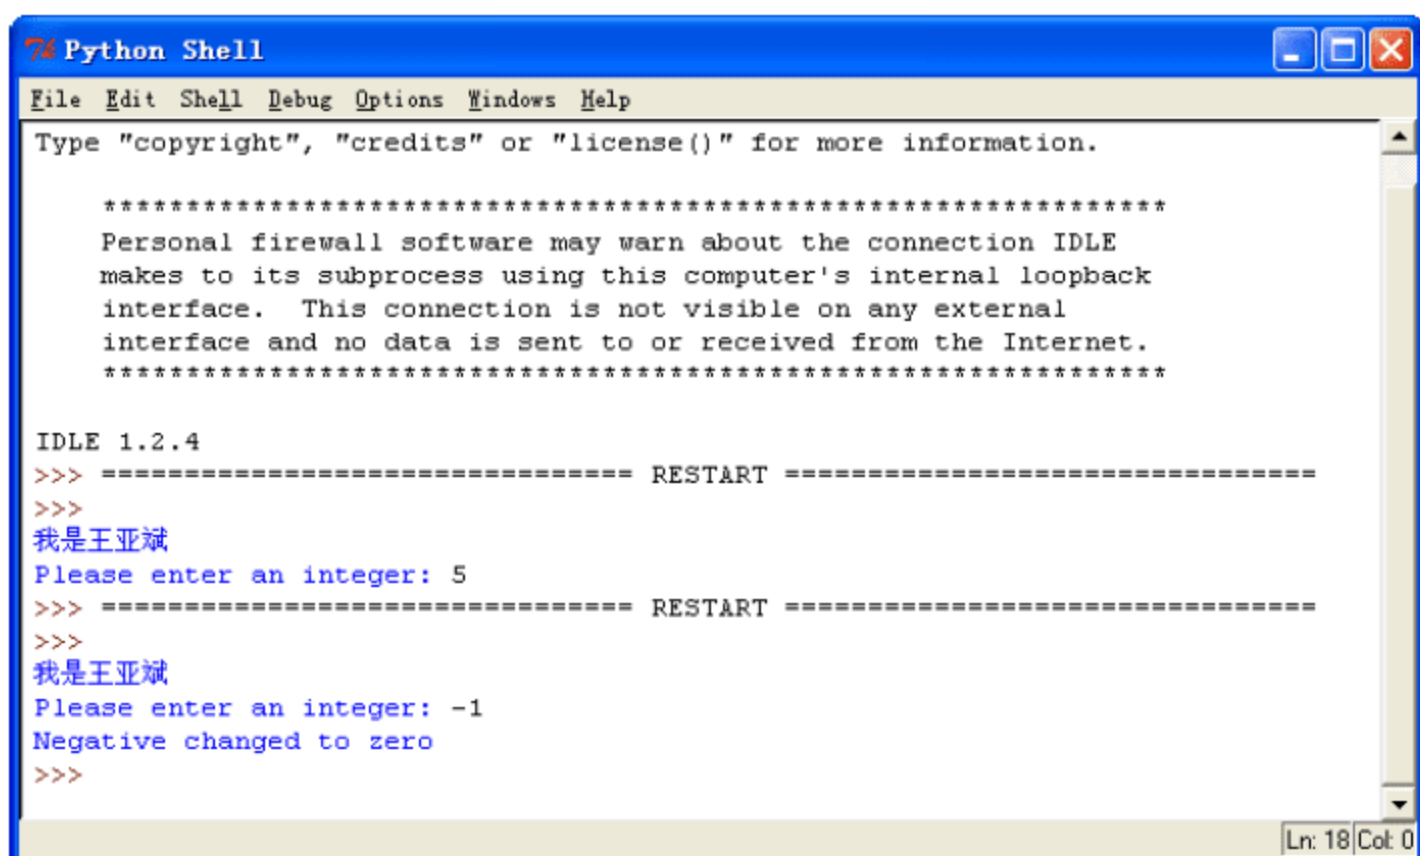 Python Shell
File Edit Shell Debug Options Windows Help
Type "copyright", "credits" or "license()" for more information.
****************************************************************
Personal firewall software may warn about the connection IDLE
makes to its subprocess using this computer's internal loopback
interface.  This connection is not visible on any external
interface and no data is sent to or received from the Internet.
****************************************************************
IDLE 1.2.4
>>> ================================ RESTART ================================
>>>
我是王亚斌
Please enter an integer: 5
>>> ================================ RESTART ================================
>>>
我是王亚斌
Please enter an integer: -1
Negative changed to zero
>>>
Ln: 18 Col: 0